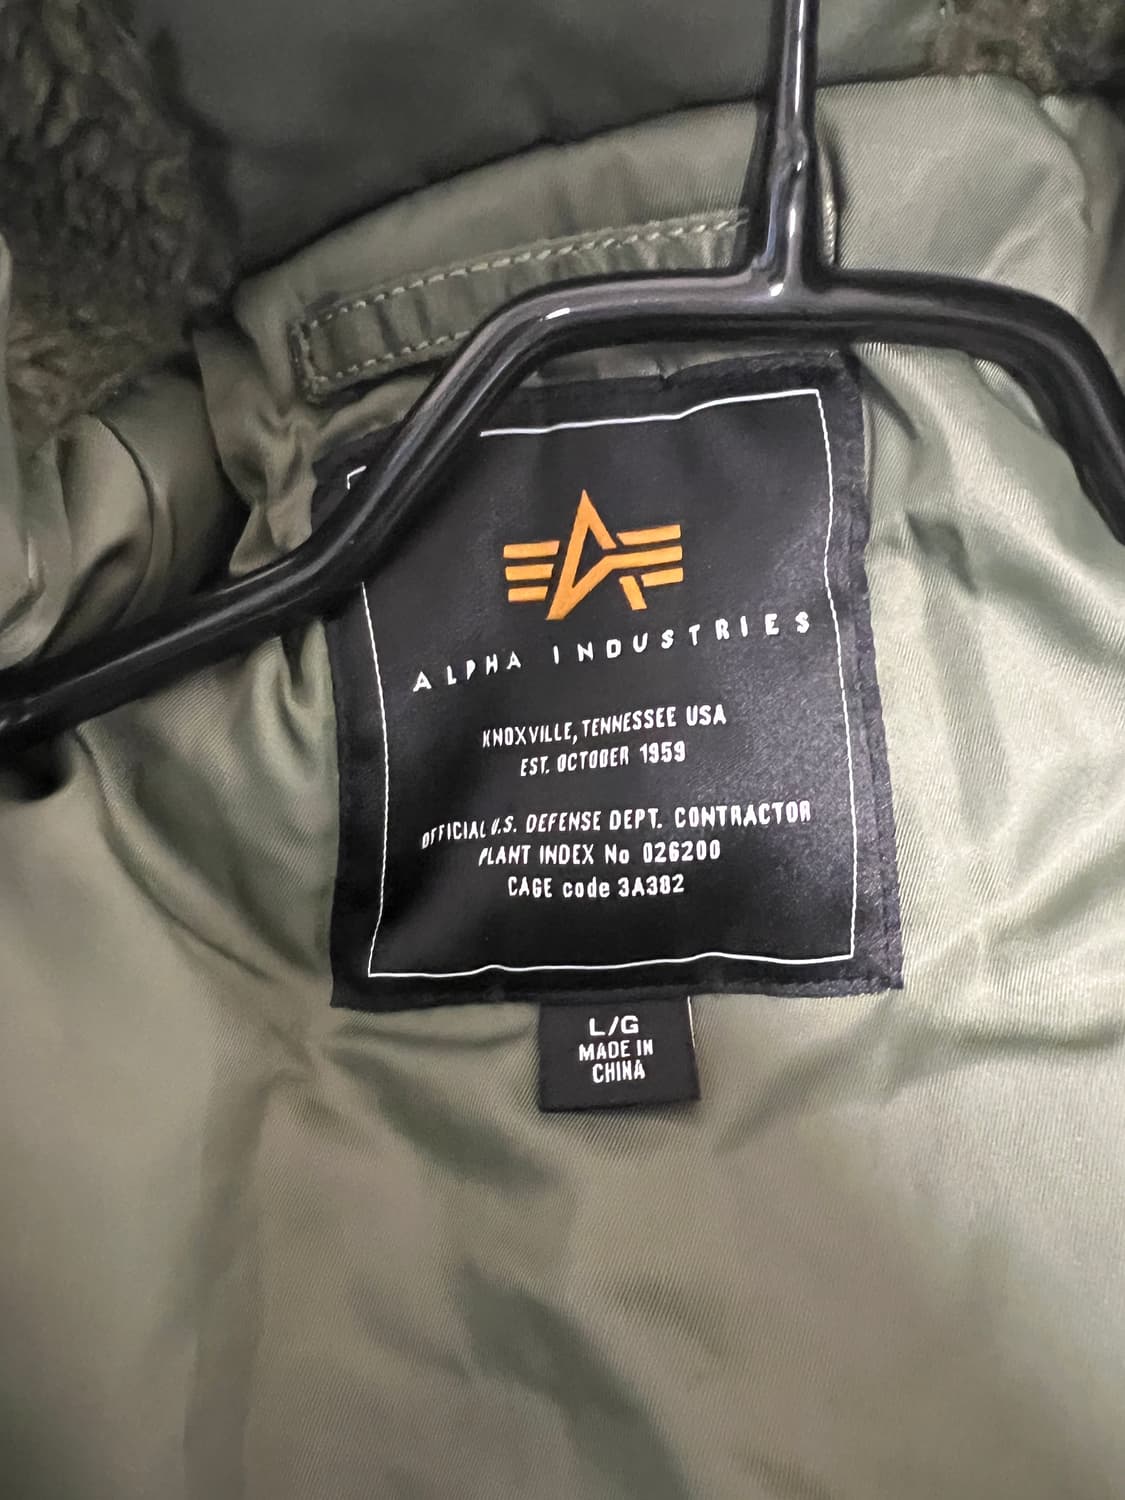 ALPHA INDUSTRIES
KNOXVILLE, TENNESSEE USA
EST. OCTOBER 1959
OFFICIAL U.S. DEFENSE DEPT. CONTRACTOR
PLANT INDEX No 026200
CAGE code 3A382
L/G
MADE IN
CHINA